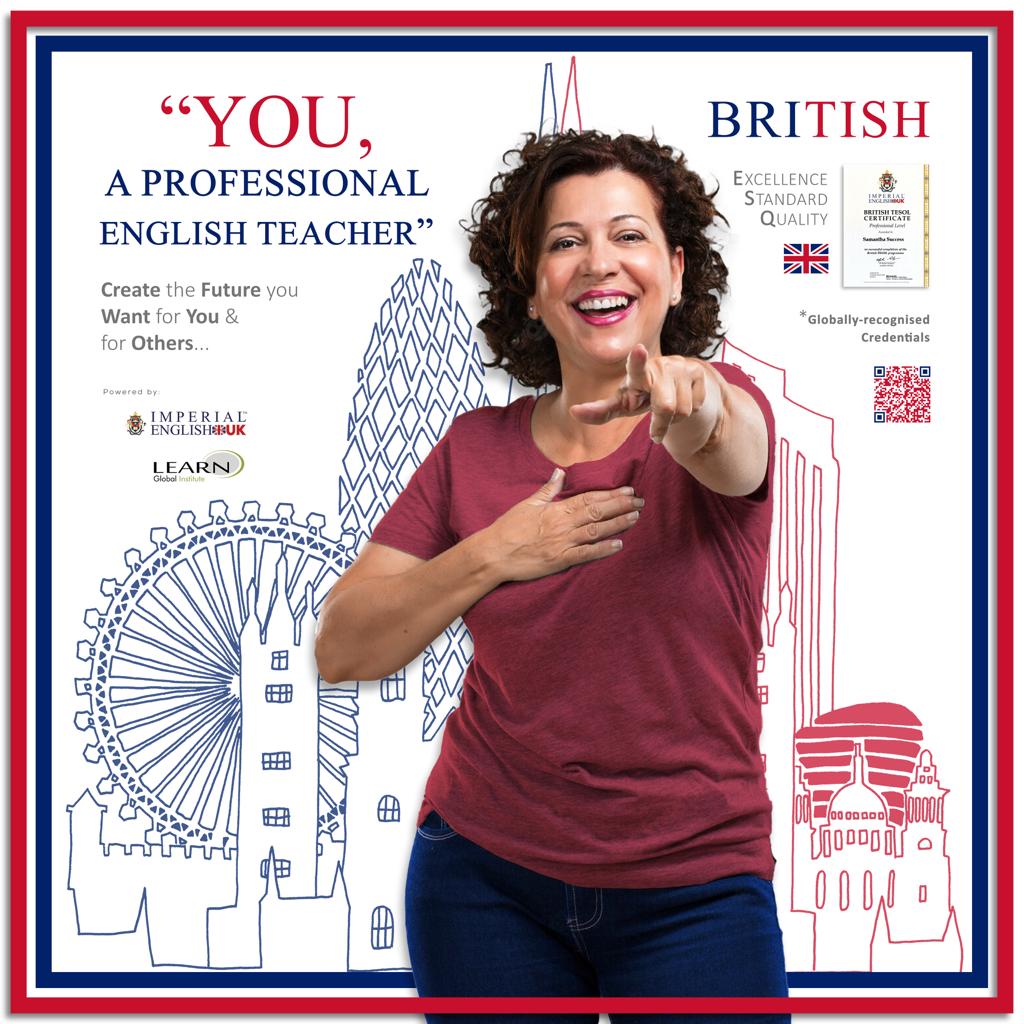 “YOU,
A PROFESSIONAL
ENGLISH TEACHER”
Create the Future you
Want for You &
for Others...
Powered by:
IMPERIAL
ENGLISH UK
LEARN
Global Institute
BRITISH
EXCELLENCE
STANDARD
QUALITY
IMPERIAL
ENGLISH UK
BRITISH TESOL
CERTIFICATE
Professional Level
Samantha Success
*Globally-recognised
Credentials